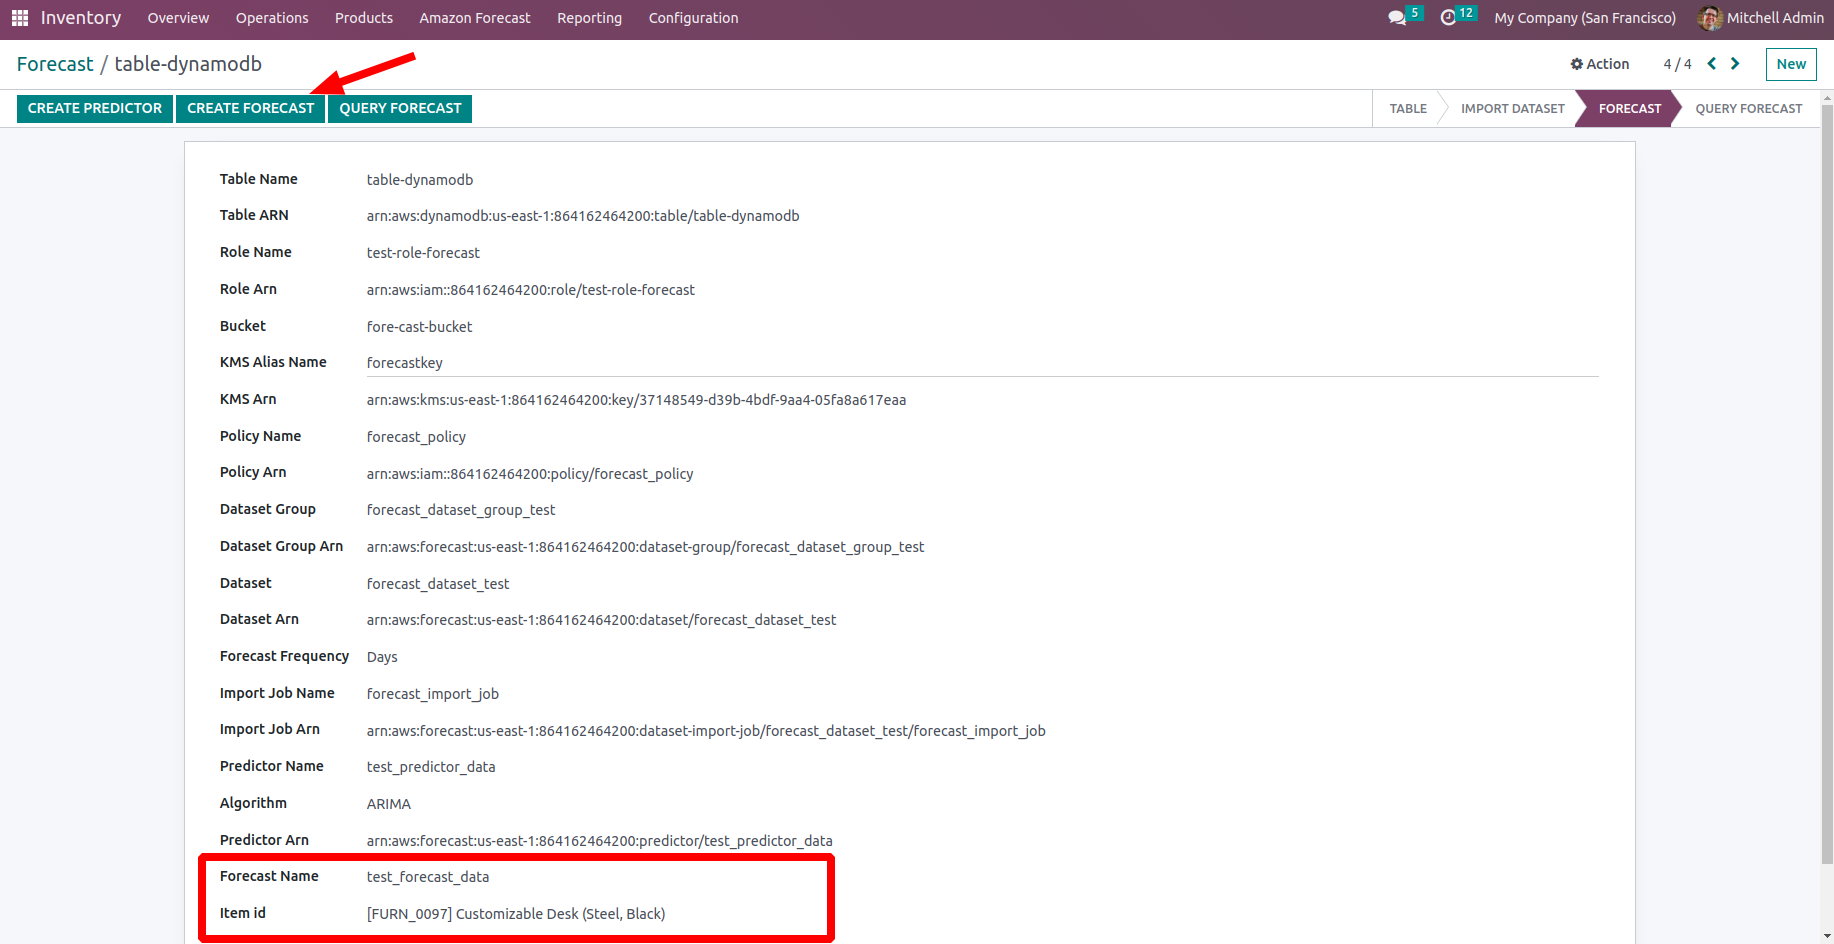 Inventory Overview Operations Products Amazon Forecast Reporting Configuration 5 12 My Company (San Francisco) Mitchell Admin
Forecast / table-dynamodb Action 4 / 4 New
CREATE PREDICTOR CREATE FORECAST QUERY FORECAST TABLE IMPORT DATASET FORECAST QUERY FORECAST
Table Name table-dynamodb
Table ARN arn:aws:dynamodb:us-east-1:864162464200:table/table-dynamodb
Role Name test-role-forecast
Role Arn arn:aws:iam::864162464200:role/test-role-forecast
Bucket fore-cast-bucket
KMS Alias Name forecastkey
KMS Arn arn:aws:kms:us-east-1:864162464200:key/37148549-d39b-4bdf-9aa4-05fa8a617eaa
Policy Name forecast_policy
Policy Arn arn:aws:iam::864162464200:policy/forecast_policy
Dataset Group forecast_dataset_group_test
Dataset Group Arn arn:aws:forecast:us-east-1:864162464200:dataset-group/forecast_dataset_group_test
Dataset forecast_dataset_test
Dataset Arn arn:aws:forecast:us-east-1:864162464200:dataset/forecast_dataset_test
Forecast Frequency Days
Import Job Name forecast_import_job
Import Job Arn arn:aws:forecast:us-east-1:864162464200:dataset-import-job/forecast_dataset_test/forecast_import_job
Predictor Name test_predictor_data
Algorithm ARIMA
Predictor Arn arn:aws:forecast:us-east-1:864162464200:predictor/test_predictor_data
Forecast Name test_forecast_data
Item id [FURN_0097] Customizable Desk (Steel, Black)